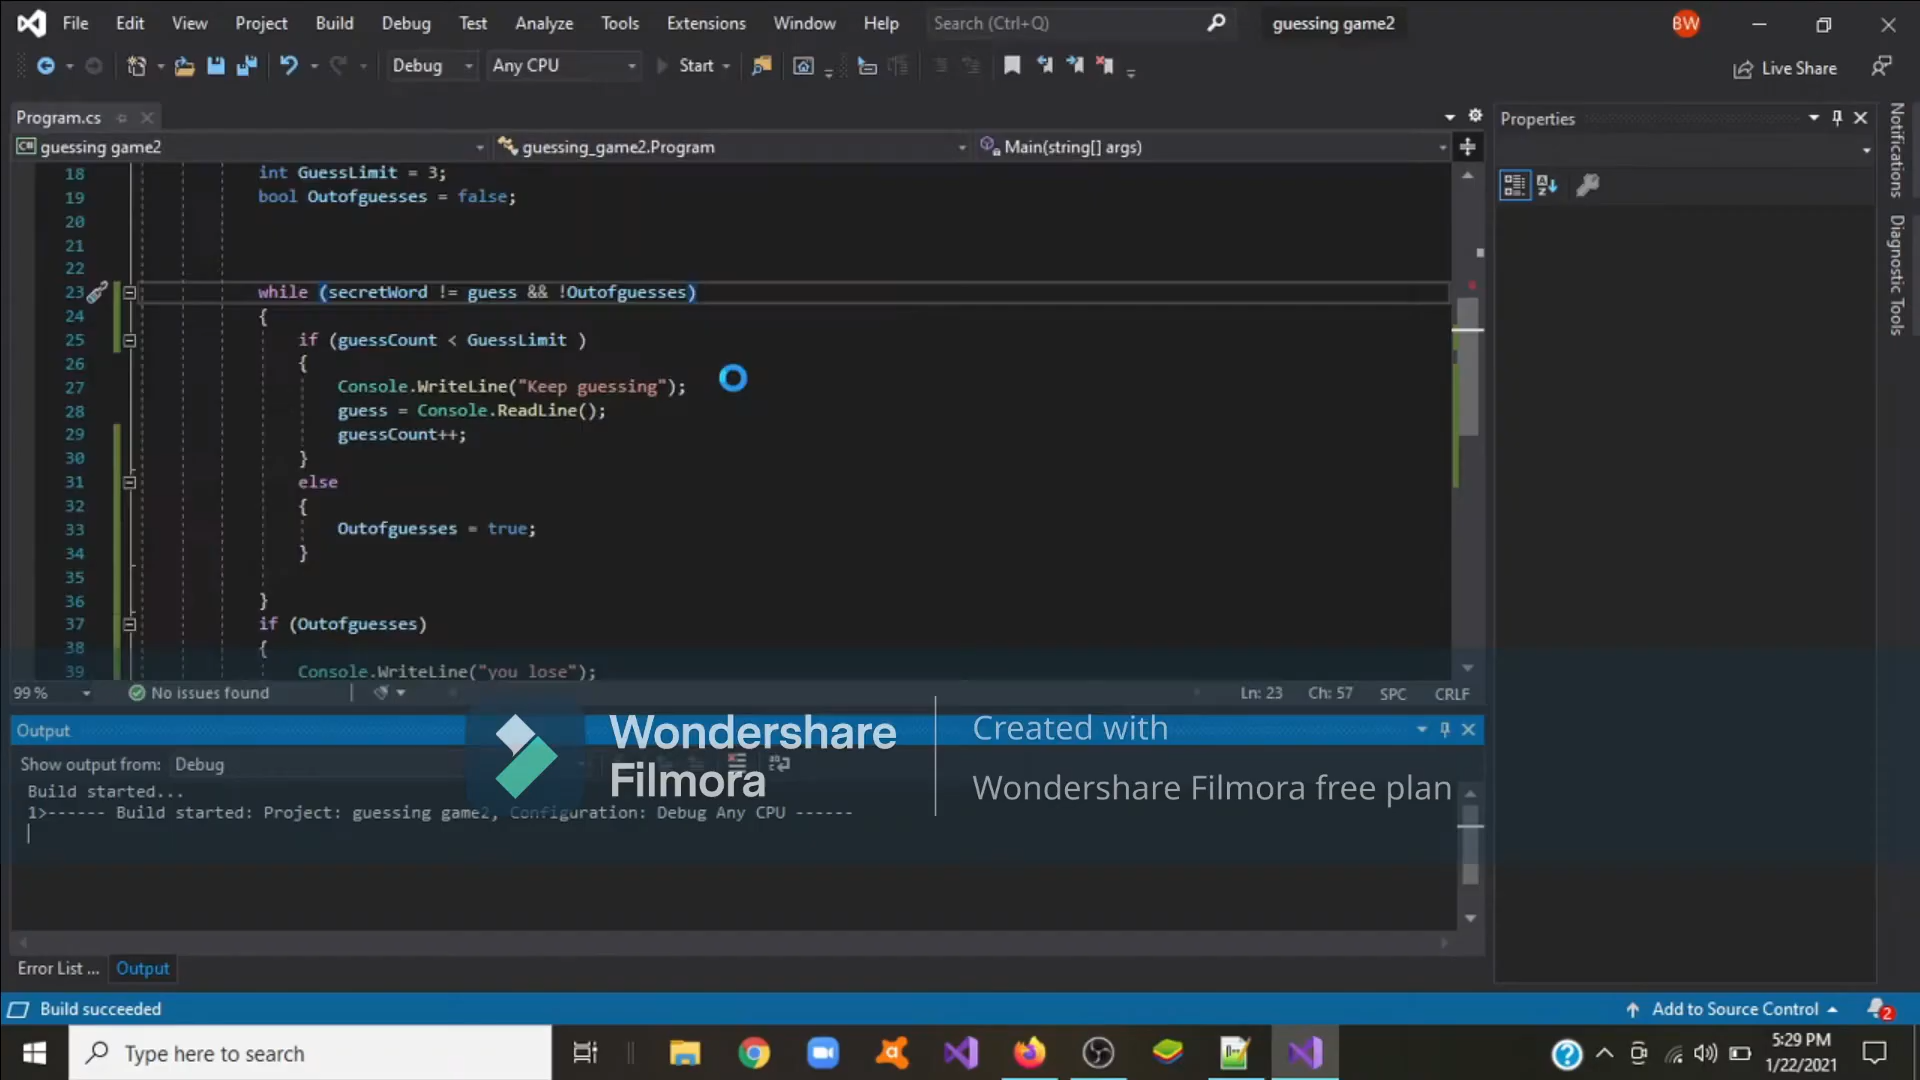 File Edit View Project Build Debug Test Analyze Tools Extensions Window Help Search (Ctrl+Q) guessing game2 BW
Debug Any CPU Start Live Share
Program.cs
guessing game2 guessing_game2.Program Main(string[] args)
18 int GuessLimit = 3;
19 bool Outofguesses = false;
20
21
22
23 while (secretWord != guess && !Outofguesses)
24 {
25 if (guessCount < GuessLimit )
26 {
27 Console.WriteLine("Keep guessing");
28 guess = Console.ReadLine();
29 guessCount++;
30 }
31 else
32 {
33 Outofguesses = true;
34 }
35
36 }
37 if (Outofguesses)
38 {
39 Console.WriteLine("you lose");
99 % No issues found Ln: 23 Ch: 57 SPC CRLF
Properties
Notifications
Diagnostic Tools
Output
Show output from: Debug
Build started...
1>------ Build started: Project: guessing game2, Configuration: Debug Any CPU ------
Wondershare
Filmora
Created with
Wondershare Filmora free plan
Error List ... Output
Build succeeded Add to Source Control 2
Type here to search
5:29 PM
1/22/2021